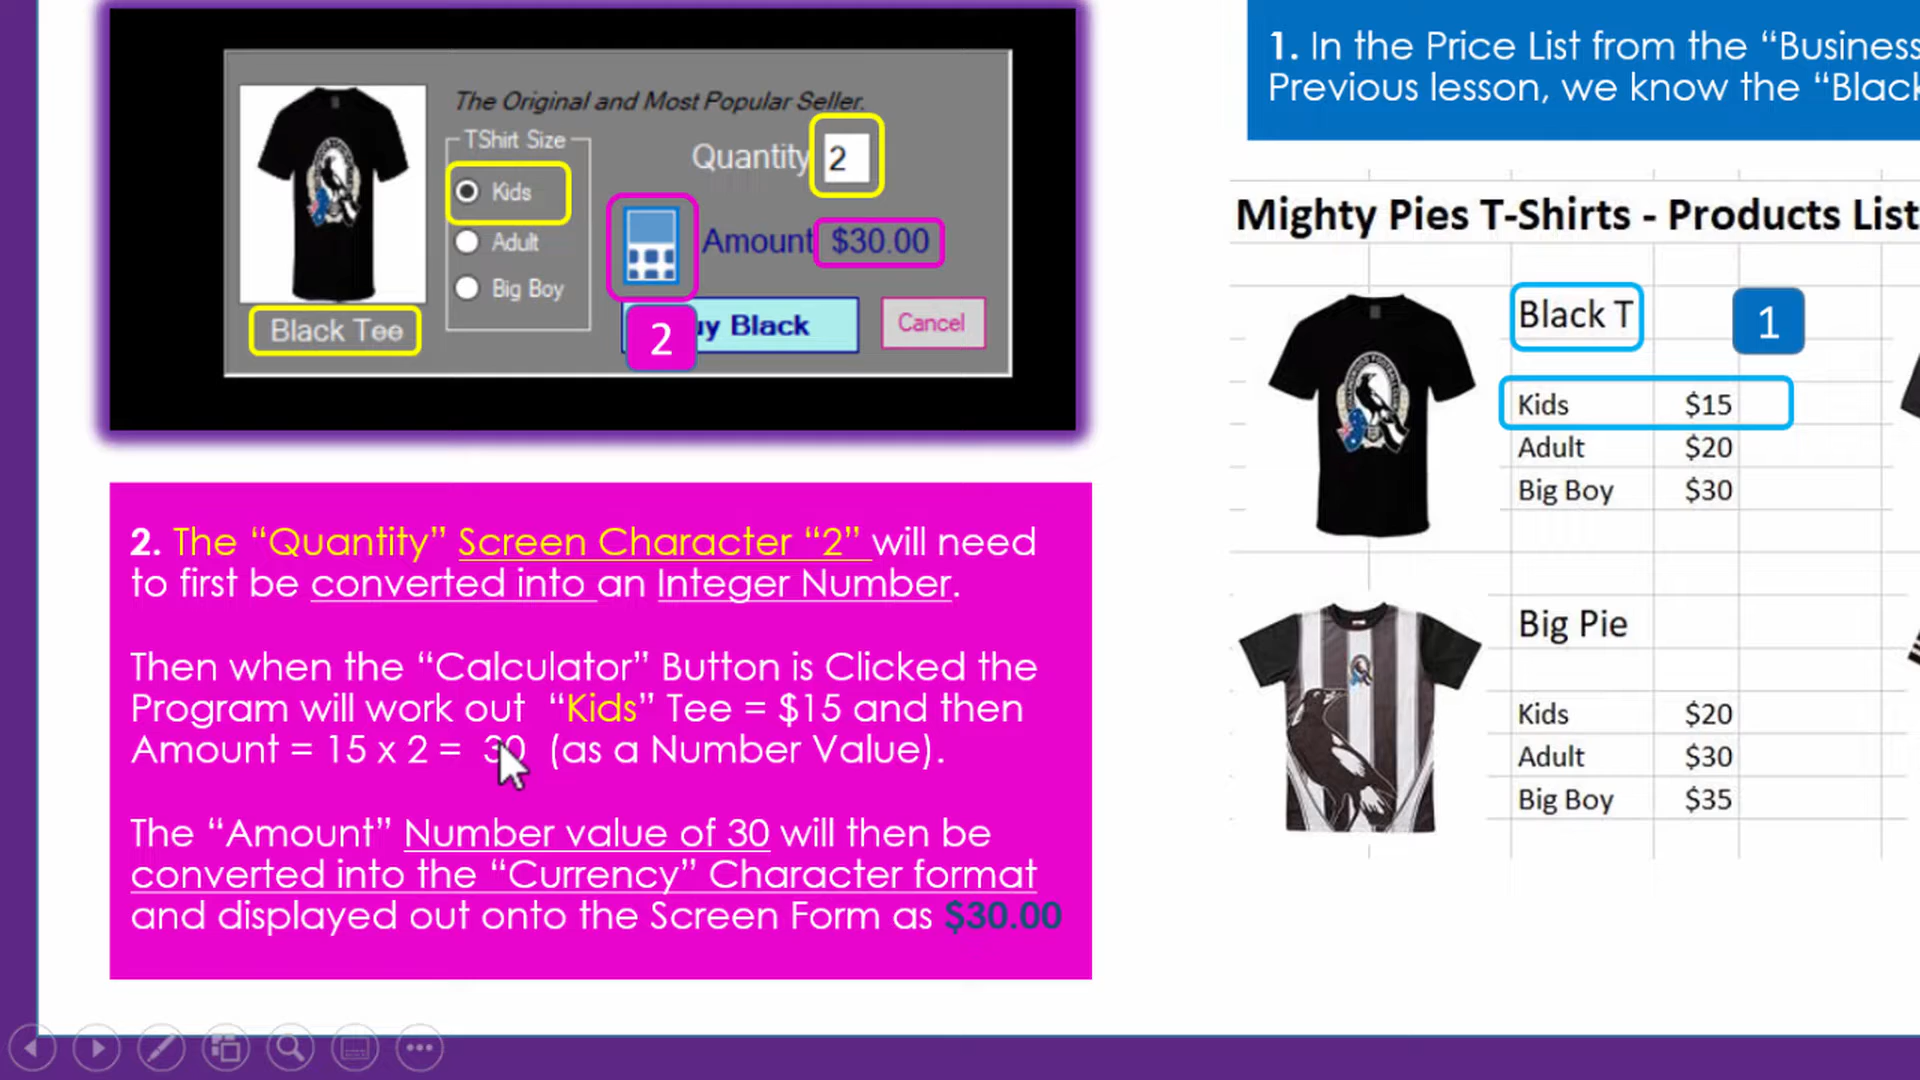 The Original and Most Popular Seller.
TShirt Size
Kids
Adult
Big Boy
Quantity 2
Amount $30.00
Black Tee
2
uy Black
Cancel
2. The “Quantity” Screen Character “2” will need
to first be converted into an Integer Number.
Then when the “Calculator” Button is Clicked the
Program will work out “Kids” Tee = $15 and then
Amount = 15 x 2 = 30 (as a Number Value).
The “Amount” Number value of 30 will then be
converted into the “Currency” Character format
and displayed out onto the Screen Form as $30.00
1. In the Price List from the “Business
Previous lesson, we know the “Black
Mighty Pies T-Shirts - Products List
Black T
1
Kids $15
Adult $20
Big Boy $30
Big Pie
Kids $20
Adult $30
Big Boy $35